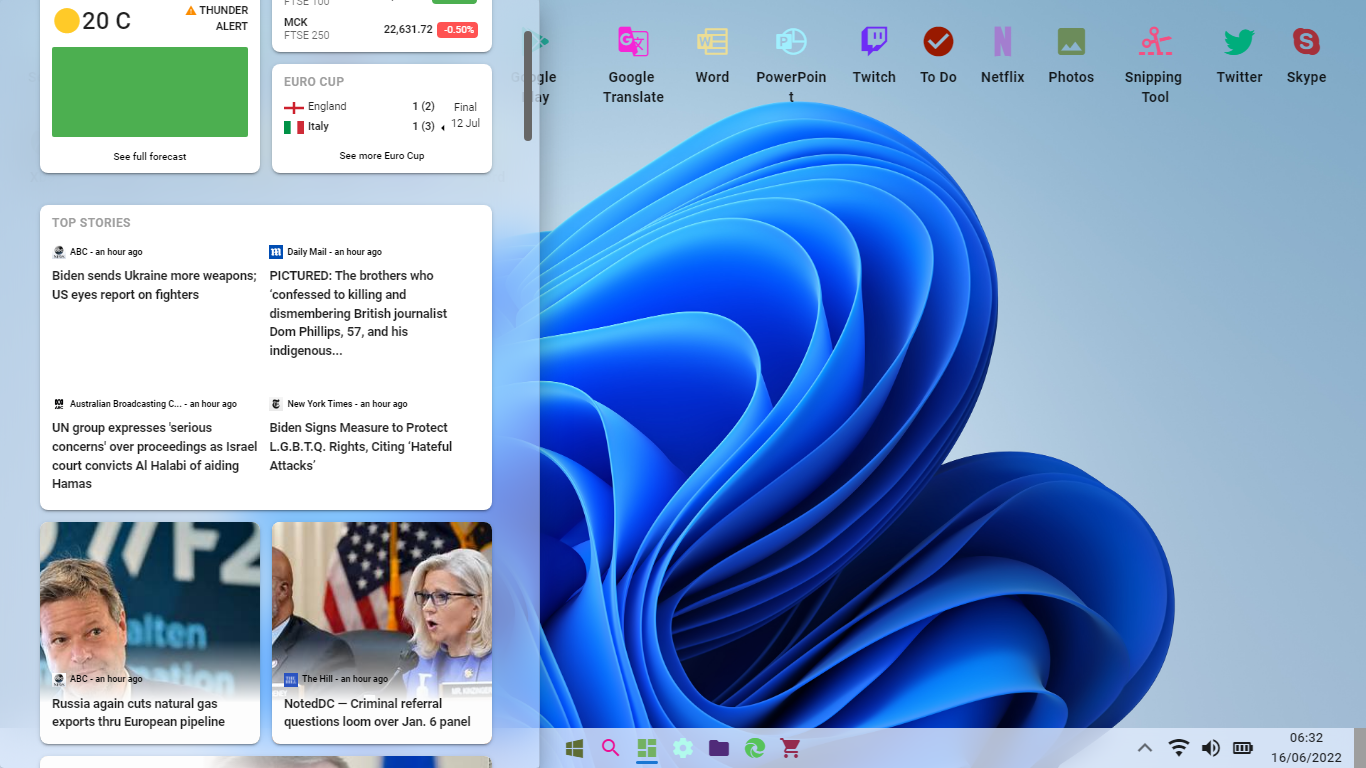 20 C
THUNDER
ALERT
See full forecast
FTSE 100
MCK
FTSE 250
22,631.72
-0.50%
EURO CUP
England
1 (2)
Italy
1 (3)
Final
12 Jul
See more Euro Cup
TOP STORIES
ABC - an hour ago
Biden sends Ukraine more weapons;
US eyes report on fighters
Daily Mail - an hour ago
PICTURED: The brothers who
‘confessed to killing and
dismembering British journalist
Dom Phillips, 57, and his
indigenous...
Australian Broadcasting C... - an hour ago
UN group expresses 'serious
concerns' over proceedings as Israel
court convicts Al Halabi of aiding
Hamas
New York Times - an hour ago
Biden Signs Measure to Protect
L.G.B.T.Q. Rights, Citing ‘Hateful
Attacks’
ABC - an hour ago
Russia again cuts natural gas
exports thru European pipeline
The Hill - an hour ago
NotedDC — Criminal referral
questions loom over Jan. 6 panel
Google
Play
Google
Translate
Word
PowerPoin
t
Twitch
To Do
Netflix
Photos
Snipping
Tool
Twitter
Skype
06:32
16/06/2022